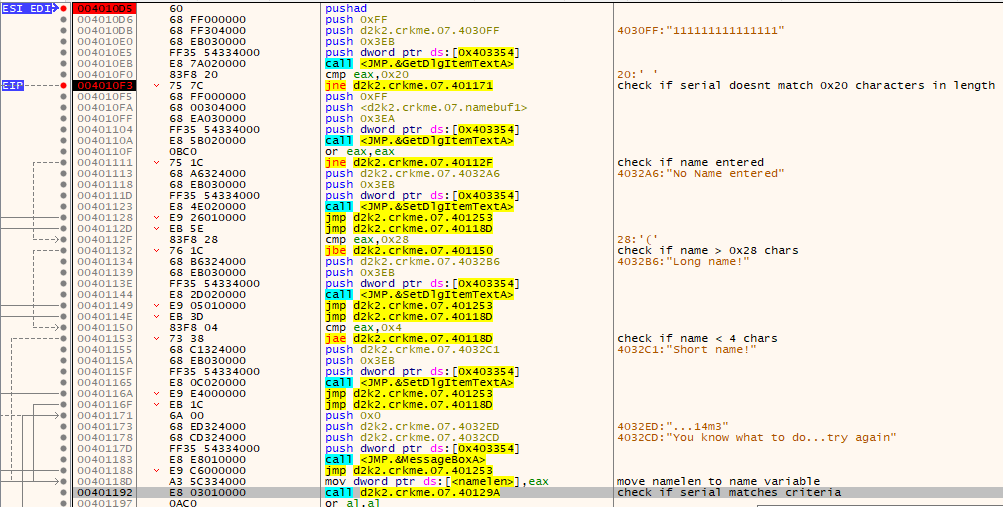 ESI EDI 004010D5 60 pushad
004010D6 68 FF000000 push 0xFF
004010DB 68 FF304000 push d2k2.crkme.07.4030FF 4030FF:"111111111111111"
004010E0 68 EB030000 push 0x3EB
004010E5 FF35 54334000 push dword ptr ds:[0x403354]
004010EB E8 7A020000 call <JMP.&GetDlgItemTextA>
004010F0 83F8 20 cmp eax,0x20 20:' '
EIP 004010F3 75 7C jne d2k2.crkme.07.401171 check if serial doesnt match 0x20 characters in length
004010F5 68 FF000000 push 0xFF
004010FA 68 00304000 push <d2k2.crkme.07.namebuf1>
004010FF 68 EA030000 push 0x3EA
00401104 FF35 54334000 push dword ptr ds:[0x403354]
0040110A E8 5B020000 call <JMP.&GetDlgItemTextA>
0040110F 0BC0 or eax,eax
00401111 75 1C jne d2k2.crkme.07.40112F check if name entered
00401113 68 A6324000 push d2k2.crkme.07.4032A6 4032A6:"No Name entered"
00401118 68 EB030000 push 0x3EB
0040111D FF35 54334000 push dword ptr ds:[0x403354]
00401123 E8 4E020000 call <JMP.&SetDlgItemTextA>
00401128 E9 26010000 jmp d2k2.crkme.07.401253
0040112D EB 5E jmp d2k2.crkme.07.40118D
0040112F 83F8 28 cmp eax,0x28 28:'('
00401132 76 1C jbe d2k2.crkme.07.401150 check if name > 0x28 chars
00401134 68 B6324000 push d2k2.crkme.07.4032B6 4032B6:"Long name!"
00401139 68 EB030000 push 0x3EB
0040113E FF35 54334000 push dword ptr ds:[0x403354]
00401144 E8 2D020000 call <JMP.&SetDlgItemTextA>
00401149 E9 05010000 jmp d2k2.crkme.07.401253
0040114E EB 3D jmp d2k2.crkme.07.40118D
00401150 83F8 04 cmp eax,0x4
00401153 73 38 jae d2k2.crkme.07.40118D check if name < 4 chars
00401155 68 C1324000 push d2k2.crkme.07.4032C1 4032C1:"Short name!"
0040115A 68 EB030000 push 0x3EB
0040115F FF35 54334000 push dword ptr ds:[0x403354]
00401165 E8 0C020000 call <JMP.&SetDlgItemTextA>
0040116A E9 E4000000 jmp d2k2.crkme.07.401253
0040116F EB 1C jmp d2k2.crkme.07.40118D
00401171 6A 00 push 0x0
00401173 68 ED324000 push d2k2.crkme.07.4032ED 4032ED:"...14m3"
00401178 68 CD324000 push d2k2.crkme.07.4032CD 4032CD:"You know what to do...try again"
0040117D FF35 54334000 push dword ptr ds:[0x403354]
00401183 E8 E8010000 call <JMP.&MessageBoxA>
00401188 E9 C6000000 jmp d2k2.crkme.07.401253
0040118D A3 5C334000 mov dword ptr ds:[<namelen>],eax move namelen to name variable
00401192 E8 03010000 call d2k2.crkme.07.40129A check if serial matches criteria
00401197 0AC0 or al,al